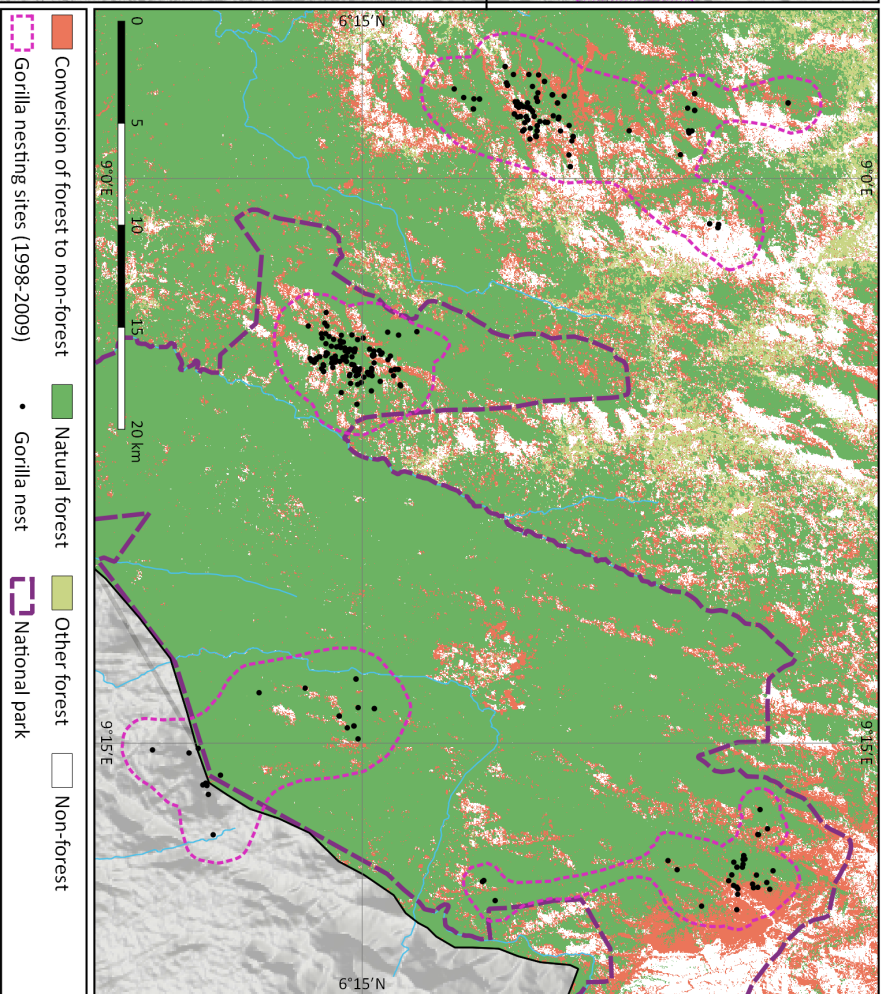 6°15'N
0
5
10
15
20 km
9°0'E
9°0'E
9°15'E
9°15'E
6°15'N
Conversion of forest to non-forest
Natural forest
Other forest
Non-forest
Gorilla nesting sites (1998-2009)
Gorilla nest
National park